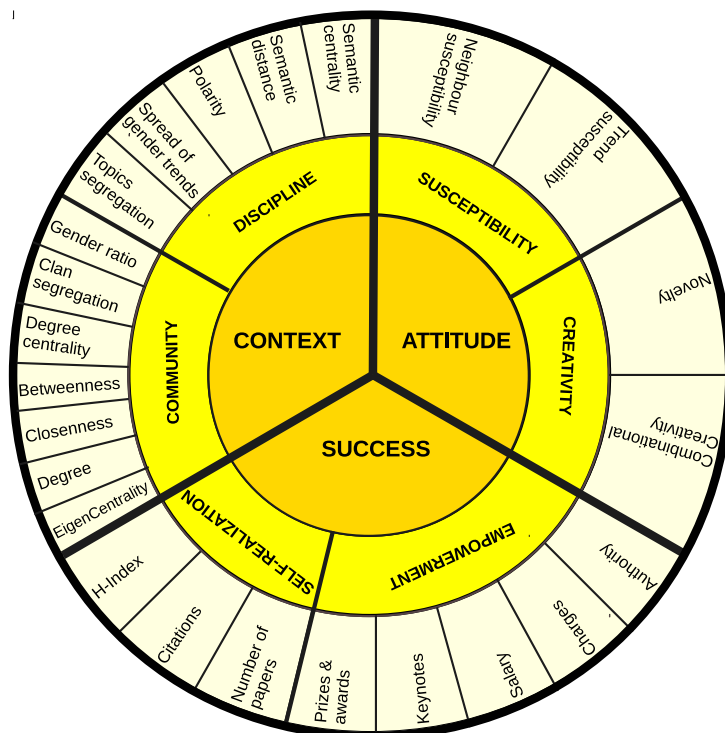 CONTEXT
ATTITUDE
SUCCESS
DISCIPLINE
SUSCEPTIBILITY
CREATIVITY
EMPOWERMENT
SELF-REALIZATION
COMMUNITY
Semantic
centrality
Semantic
distance
Polarity
Spread of
gender trends
Topics
segregation
Gender ratio
Clan
segregation
Degree
centrality
Betweenness
Closeness
Degree
EigenCentrality
H-Index
Citations
Number of
papers
Prizes &
awards
Keynotes
Salary
Charges
Authority
Combinational
Creativity
Novelty
Trend
susceptibility
Neighbour
susceptibility